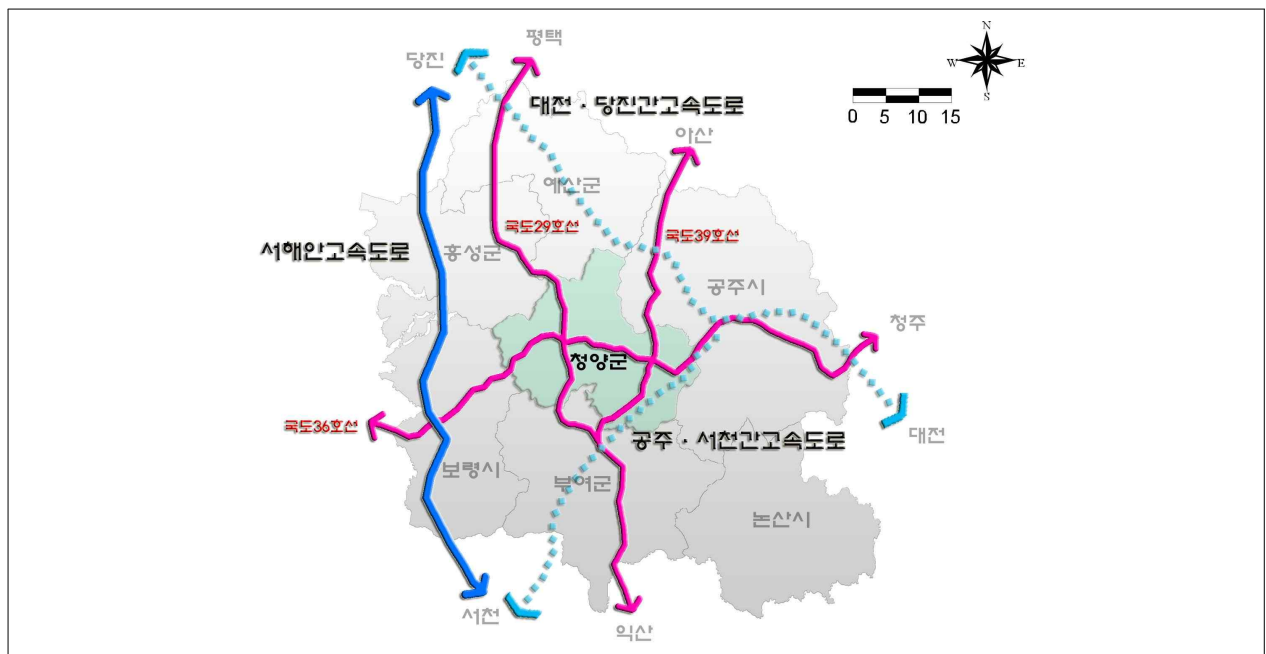 N
W E
S
0 5 10 15
평택
당진
대전 · 당진간고속도로
아산
예산군
국도29호선
국도39호선
서해안고속도로
홍성군
공주시
청주
청양군
국도36호선
대전
공주 · 서천간고속도로
보령시
부여군
논산시
서천
익산